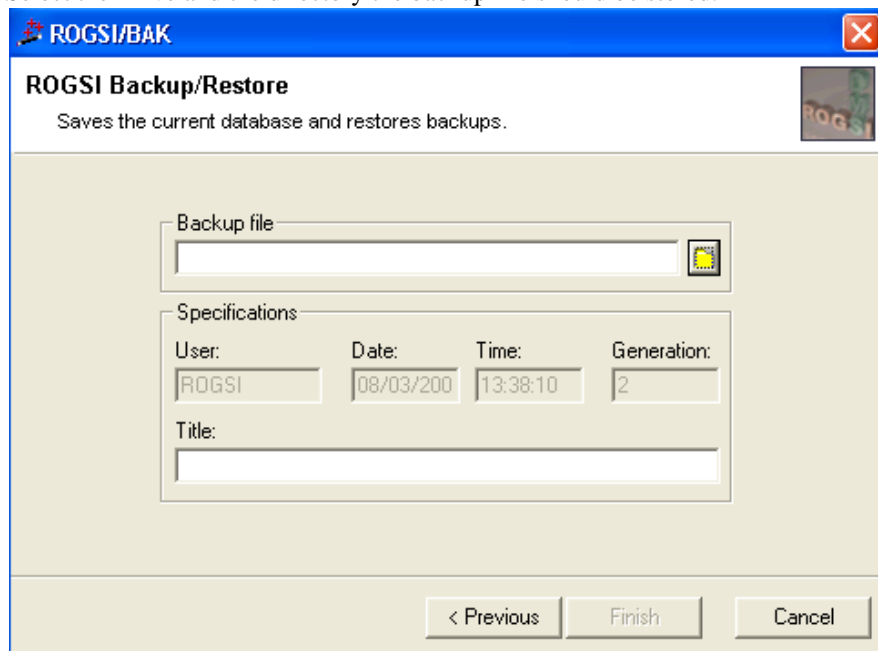 ROGSI/BAK
ROGSI Backup/Restore
Saves the current database and restores backups.
ROGSI
Backup file
Specifications
User: Date: Time: Generation:
ROGSI 08/03/200 13:38:10 2
Title:
< Previous Finish Cancel